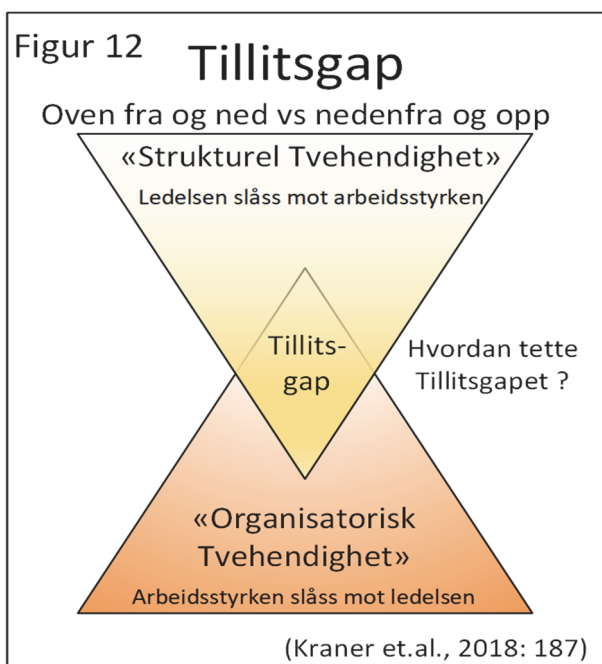 Figur 12
Tillitsgap
Oven fra og ned vs nedenfra og opp
«Strukturel Tvehendighet»
Ledelsen slåss mot arbeidsstyrken
Tillits-
gap
Hvordan tette
Tillitsgapet ?
«Organisatorisk
Tvehendighet»
Arbeidsstyrken slåss mot ledelsen
(Kraner et.al., 2018: 187)